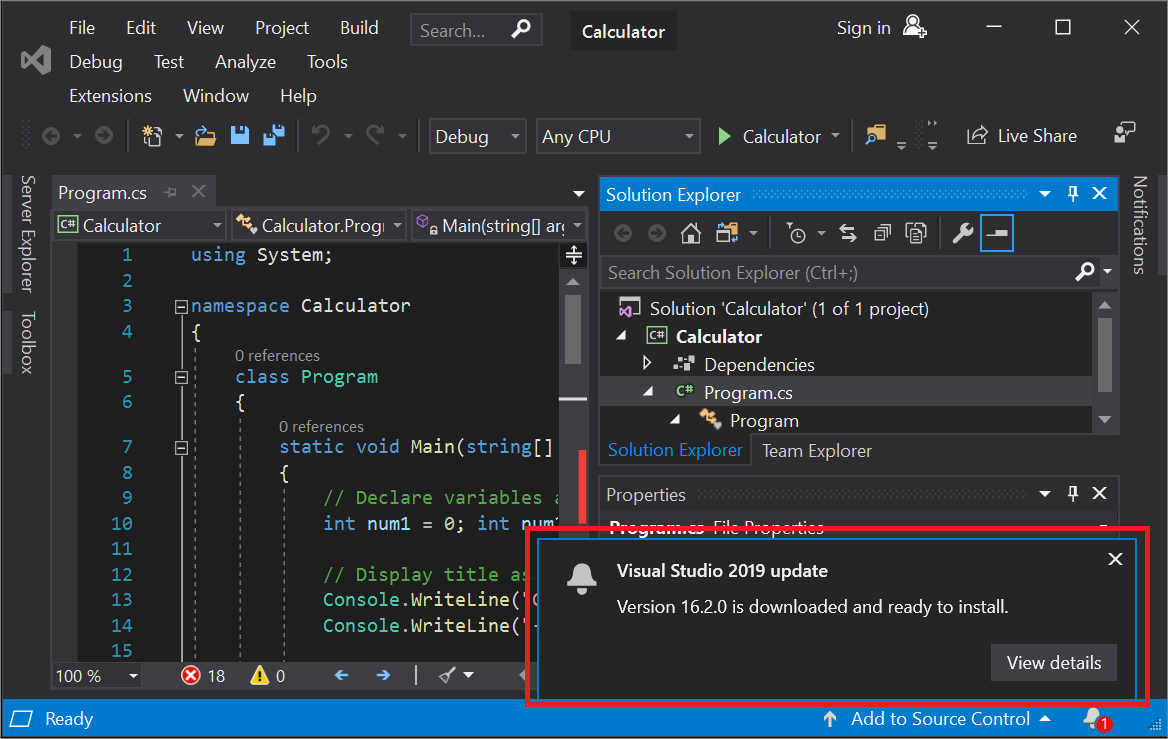 File Edit View Project Build Search... Calculator Sign in
Debug Test Analyze Tools
Extensions Window Help
Debug Any CPU Calculator Live Share
Server Explorer
Toolbox
Program.cs
C# Calculator Calculator.Progr Main(string[] arg
1 using System;
2
3 namespace Calculator
4 {
0 references
5 class Program
6 {
0 references
7 static void Main(string[]
8 {
9 // Declare variables a
10 int num1 = 0; int num
11
12 // Display title as
13 Console.WriteLine("C
14 Console.WriteLine("-
15
100 % 18 0
Solution Explorer
Search Solution Explorer (Ctrl+;)
Solution 'Calculator' (1 of 1 project)
C# Calculator
Dependencies
C# Program.cs
Program
Solution Explorer Team Explorer
Properties
Program.cs File Properties
Notifications
Visual Studio 2019 update
Version 16.2.0 is downloaded and ready to install.
View details
Ready Add to Source Control 1